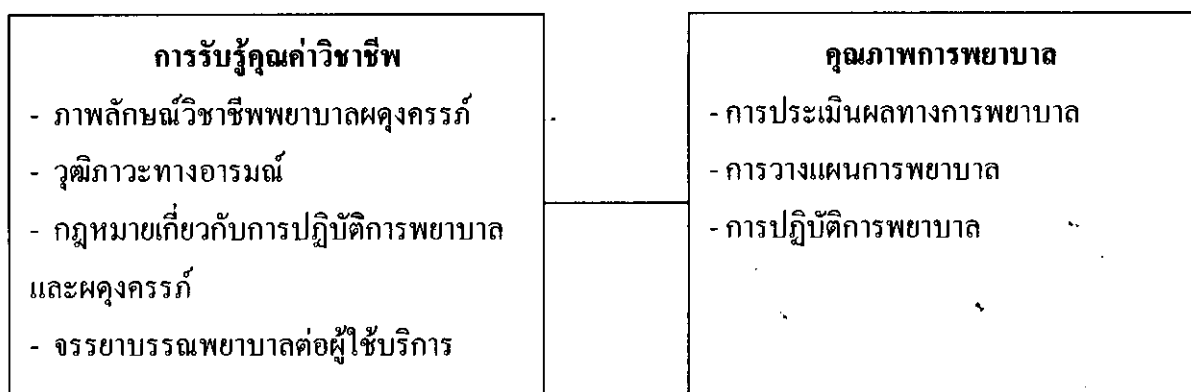 การรับรู้คุณค่าวิชาชีพ
- ภาพลักษณ์วิชาชีพพยาบาลผดุงครรภ์
- วุฒิภาวะทางอารมณ์
- กฎหมายเกี่ยวกับการปฏิบัติการพยาบาล
และผดุงครรภ์
- จรรยาบรรณพยาบาลต่อผู้ใช้บริการ
คุณภาพการพยาบาล
- การประเมินผลทางการพยาบาล
- การวางแผนการพยาบาล
- การปฏิบัติการพยาบาล